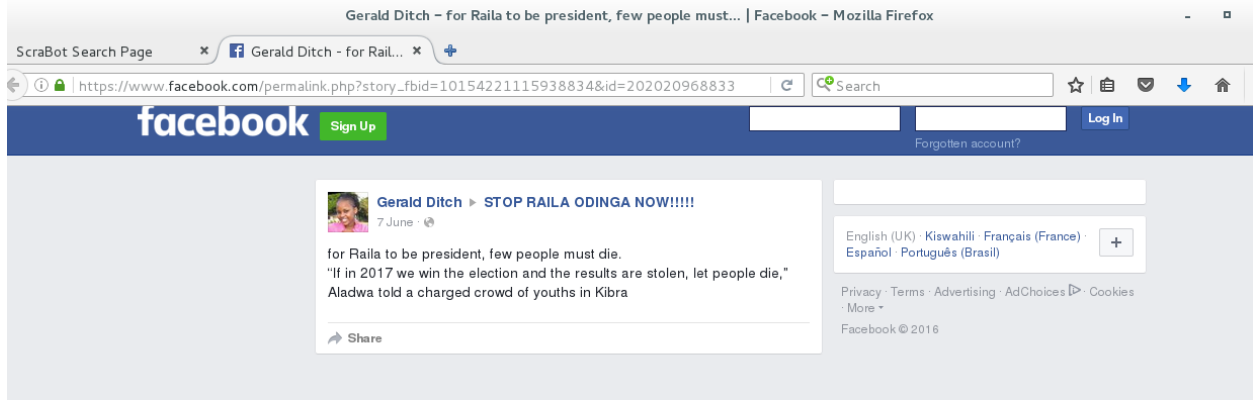 Gerald Ditch – for Raila to be president, few people must... | Facebook – Mozilla Firefox
ScraBot Search Page
Gerald Ditch - for Rail...
https://www.facebook.com/permalink.php?story_fbid=10154221115938834&id=202020968833
Search
facebook
Sign Up
Log In
Forgotten account?
Gerald Ditch ▸ STOP RAILA ODINGA NOW!!!!!
7 June ·
for Raila to be president, few people must die.
“If in 2017 we win the election and the results are stolen, let people die,"
Aladwa told a charged crowd of youths in Kibra
Share
English (UK) · Kiswahili · Français (France) ·
Español · Português (Brasil)
Privacy · Terms · Advertising · AdChoices · Cookies
· More
Facebook © 2016